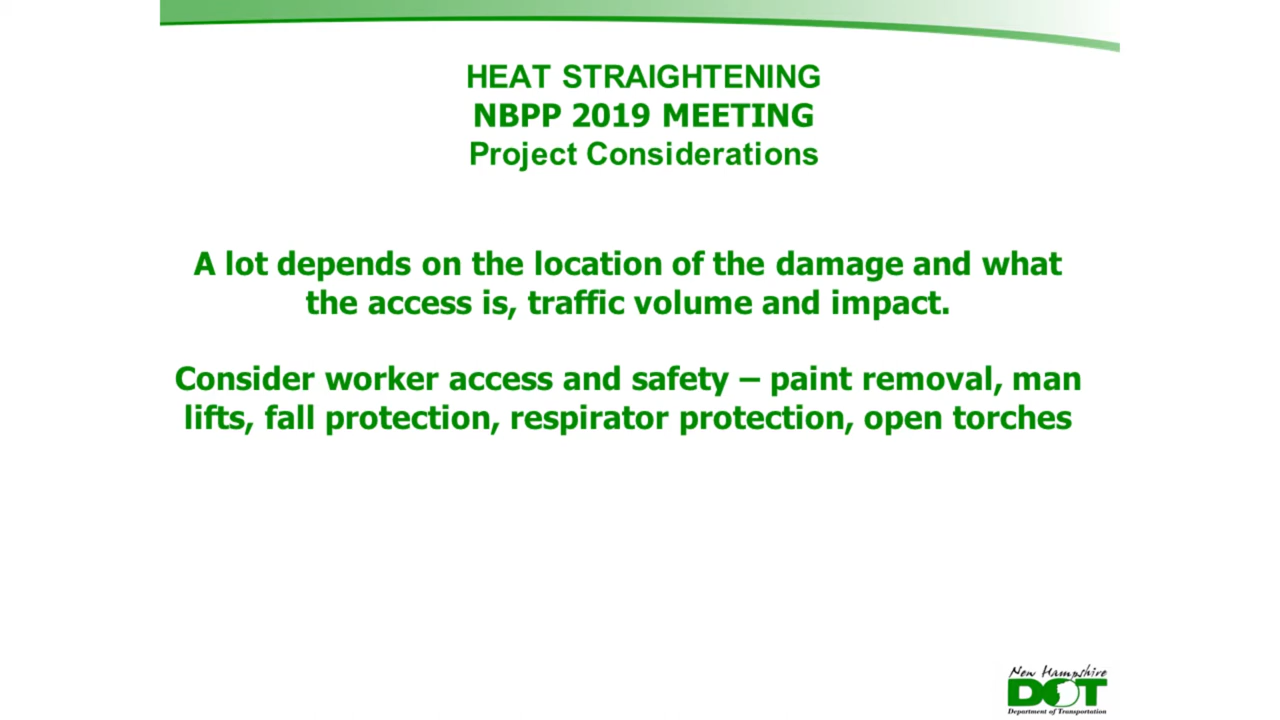 HEAT STRAIGHTENING
NBPP 2019 MEETING
Project Considerations
A lot depends on the location of the damage and what
the access is, traffic volume and impact.
Consider worker access and safety – paint removal, man
lifts, fall protection, respirator protection, open torches
New Hampshire
DOT
Department of Transportation